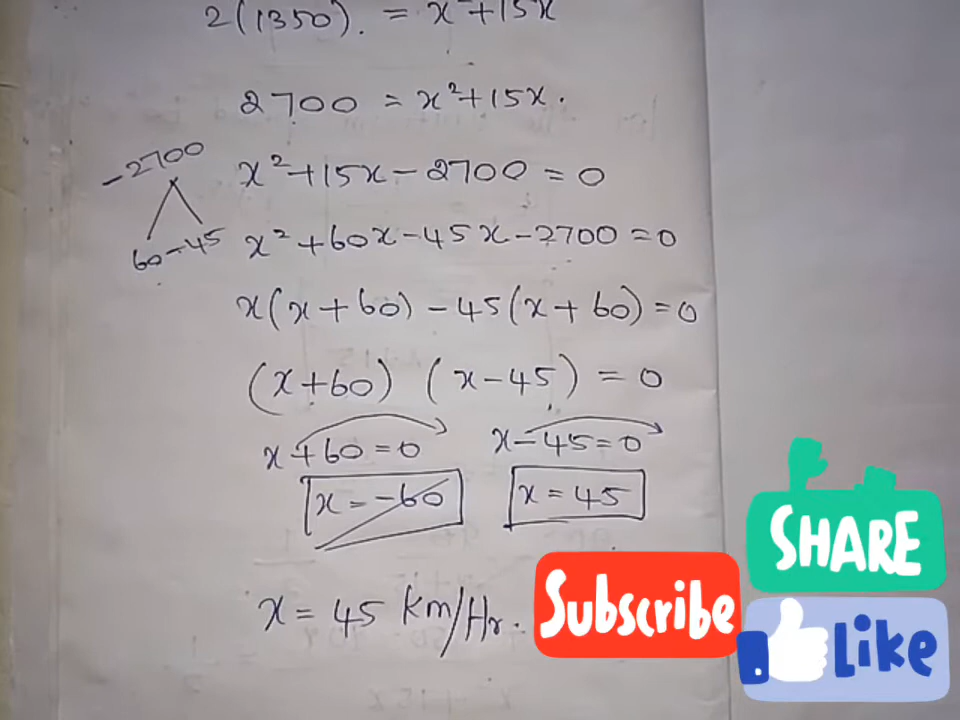 2(1350). = x²+15x
2700 = x²+15x.
-2700
x²+15x-2700=0
60 -45
x²+60x-45x-2700=0
x(x+60)-45(x+60)=0
(x+60) (x-45) = 0
x+60=0 x-45=0
x=-60 x=45
x= 45 km/Hr.
SHARE
Subscribe
Like